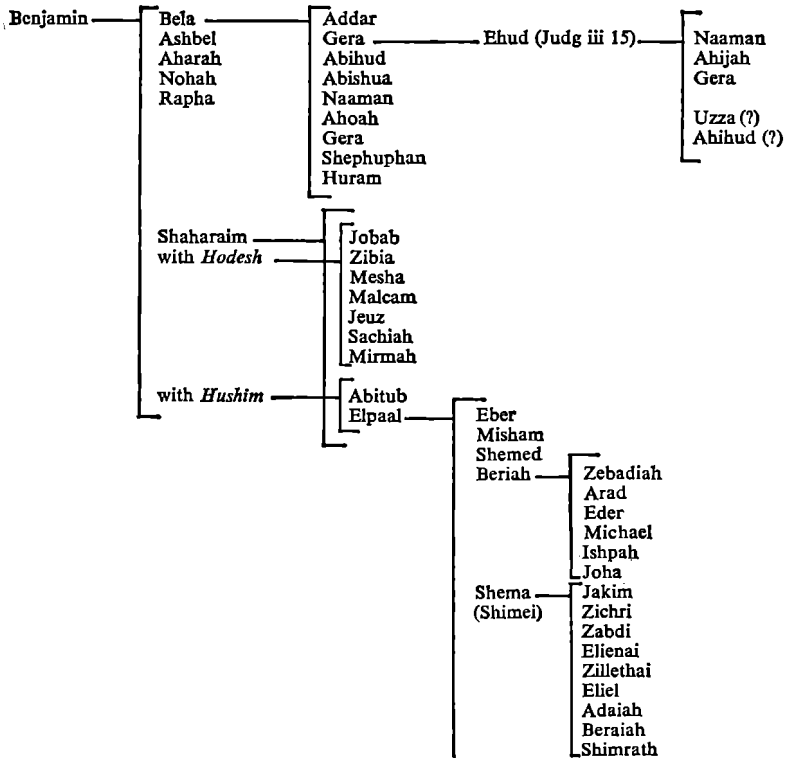 Benjamin Bela Addar
Ashbel Gera Ehud (Judg iii 15) Naaman
Aharah Abihud Ahijah
Nohah Abishua Gera
Rapha Naaman
Ahoah Uzza (?)
Gera Ahihud (?)
Shephuphan
Huram
Shaharaim Jobab
with Hodesh Zibia
Mesha
Malcam
Jeuz
Sachiah
Mirmah
with Hushim Abitub
Elpaal Eber
Misham
Shemed
Beriah Zebadiah
Arad
Eder
Michael
Ishpah
Joha
Shema Jakim
(Shimei) Zichri
Zabdi
Elienai
Zillethai
Eliel
Adaiah
Beraiah
Shimrath